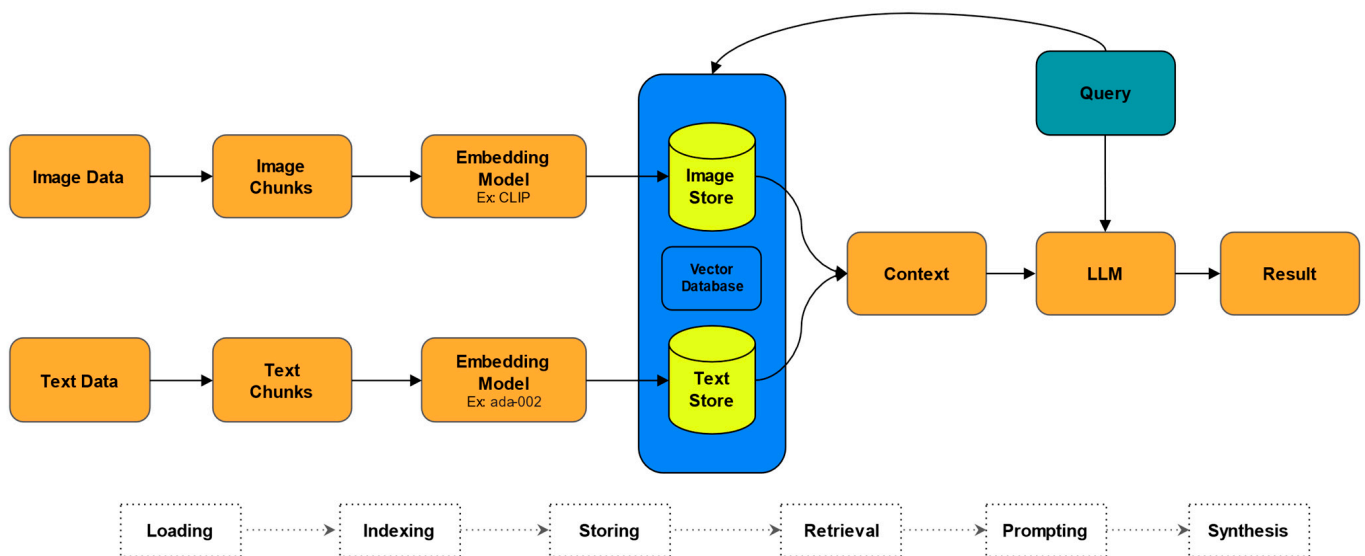 Query
Image Data
Image
Chunks
Embedding
Model
Ex: CLIP
Image
Store
Vector
Database
Context
LLM
Result
Text Data
Text
Chunks
Embedding
Model
Ex: ada-002
Text
Store
Loading
Indexing
Storing
Retrieval
Prompting
Synthesis